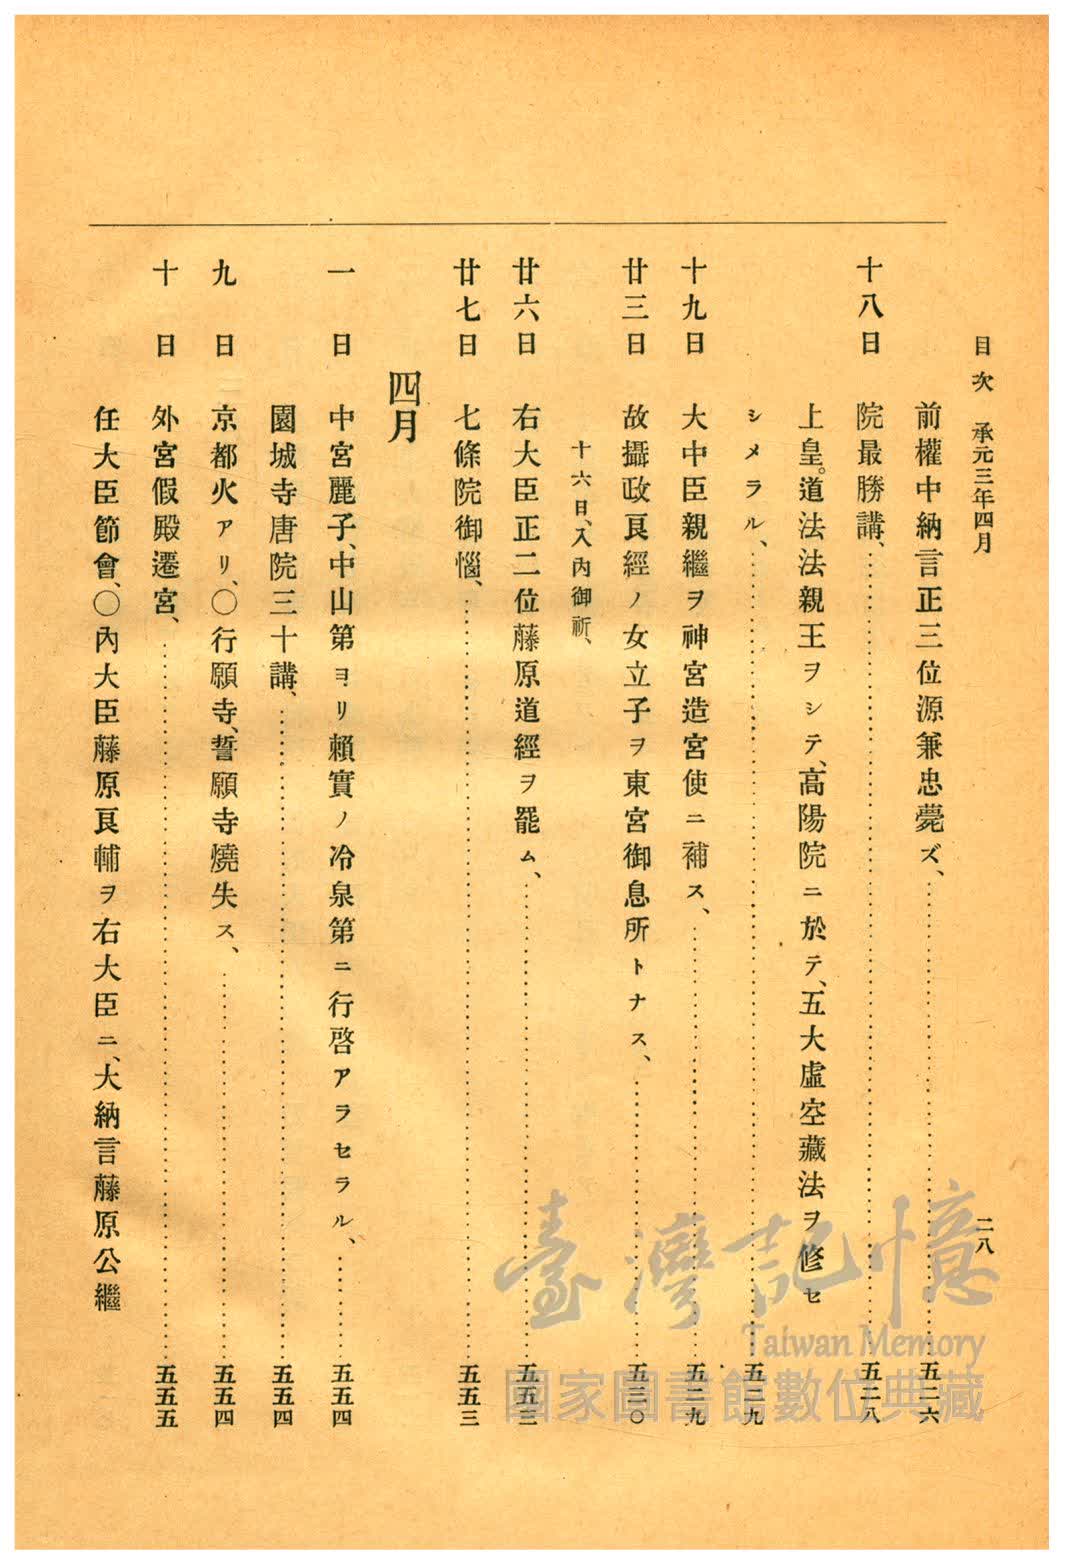 目次 承元三年四月 二八
前權中納言正三位源兼忠薨ズ、……五二六
十八日 院最勝講、……五二八
上皇。道法法親王ヲシテ、高陽院ニ於テ、五大虛空藏法ヲ修セ
シメラル、……五二九
十九日 大中臣親繼ヲ神宮造宮使ニ補ス、……五二九
廿三日 故攝政良經ノ女立子ヲ東宮御息所トナス、……五三〇
十六日、入內御祈、
廿六日 右大臣正二位藤原道經ヲ罷ム、……五五三
廿七日 七條院御惱、……五五三
四月
一日 中宮麗子、中山第ヨリ賴實ノ冷泉第ニ行啓アラセラル、……五五四
園城寺唐院三十講、……五五四
九日 京都火アリ、〇行願寺、誓願寺燒失ス、……五五四
十日 外宮假殿遷宮、……五五五
任大臣節會、〇內大臣藤原良輔ヲ右大臣ニ、大納言藤原公繼
臺灣記憶
Taiwan Memory
國家圖書館數位典藏